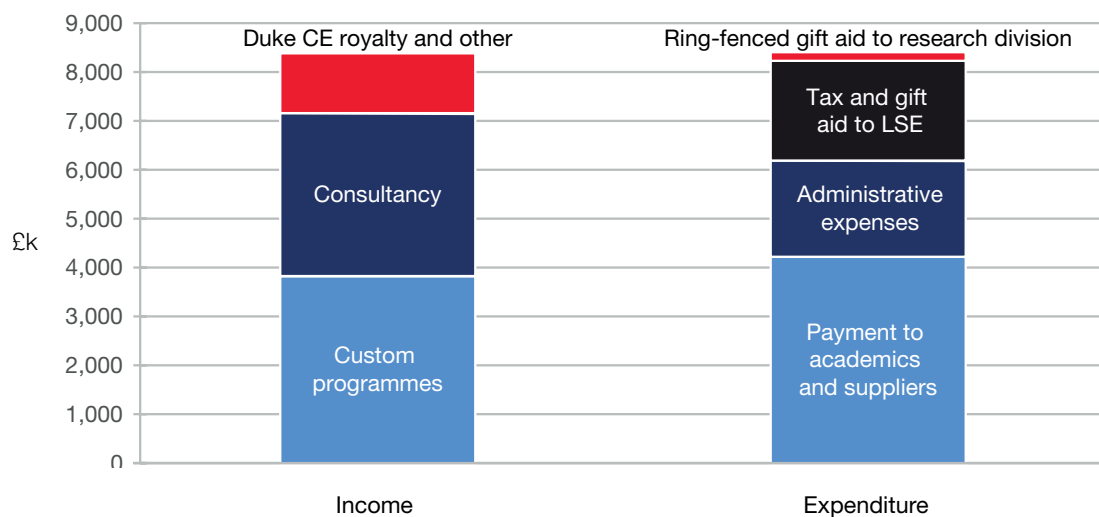 9,000
8,000
7,000
6,000
5,000
4,000
3,000
2,000
1,000
0
£k
Duke CE royalty and other
Consultancy
Custom
programmes
Income
Ring-fenced gift aid to research division
Tax and gift
aid to LSE
Administrative
expenses
Payment to
academics
and suppliers
Expenditure